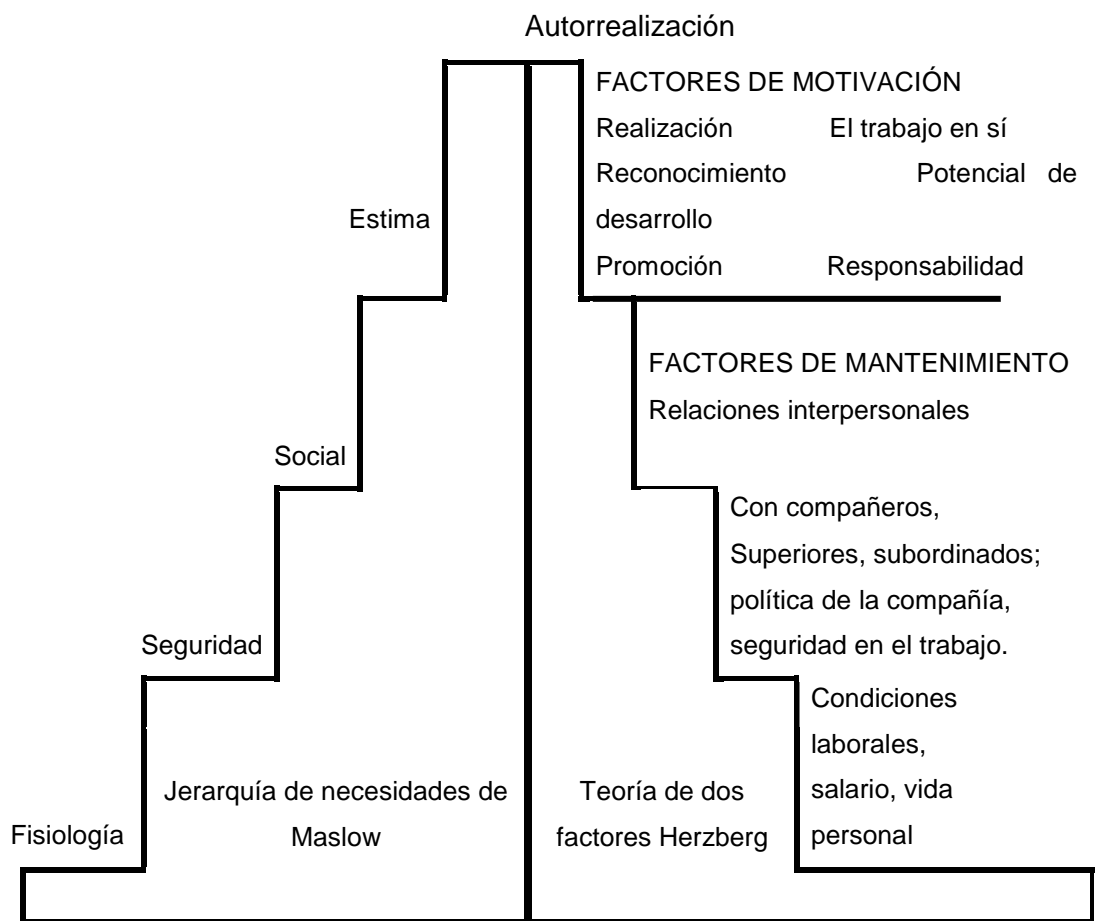 Autorrealización
FACTORES DE MOTIVACIÓN
Realización El trabajo en sí
Reconocimiento Potencial de
desarrollo
Promoción Responsabilidad
Estima
FACTORES DE MANTENIMIENTO
Relaciones interpersonales
Social
Con compañeros,
Superiores, subordinados;
política de la compañía,
seguridad en el trabajo.
Seguridad
Condiciones
laborales,
salario, vida
personal
Jerarquía de necesidades de
Maslow
Teoría de dos
factores Herzberg
Fisiología